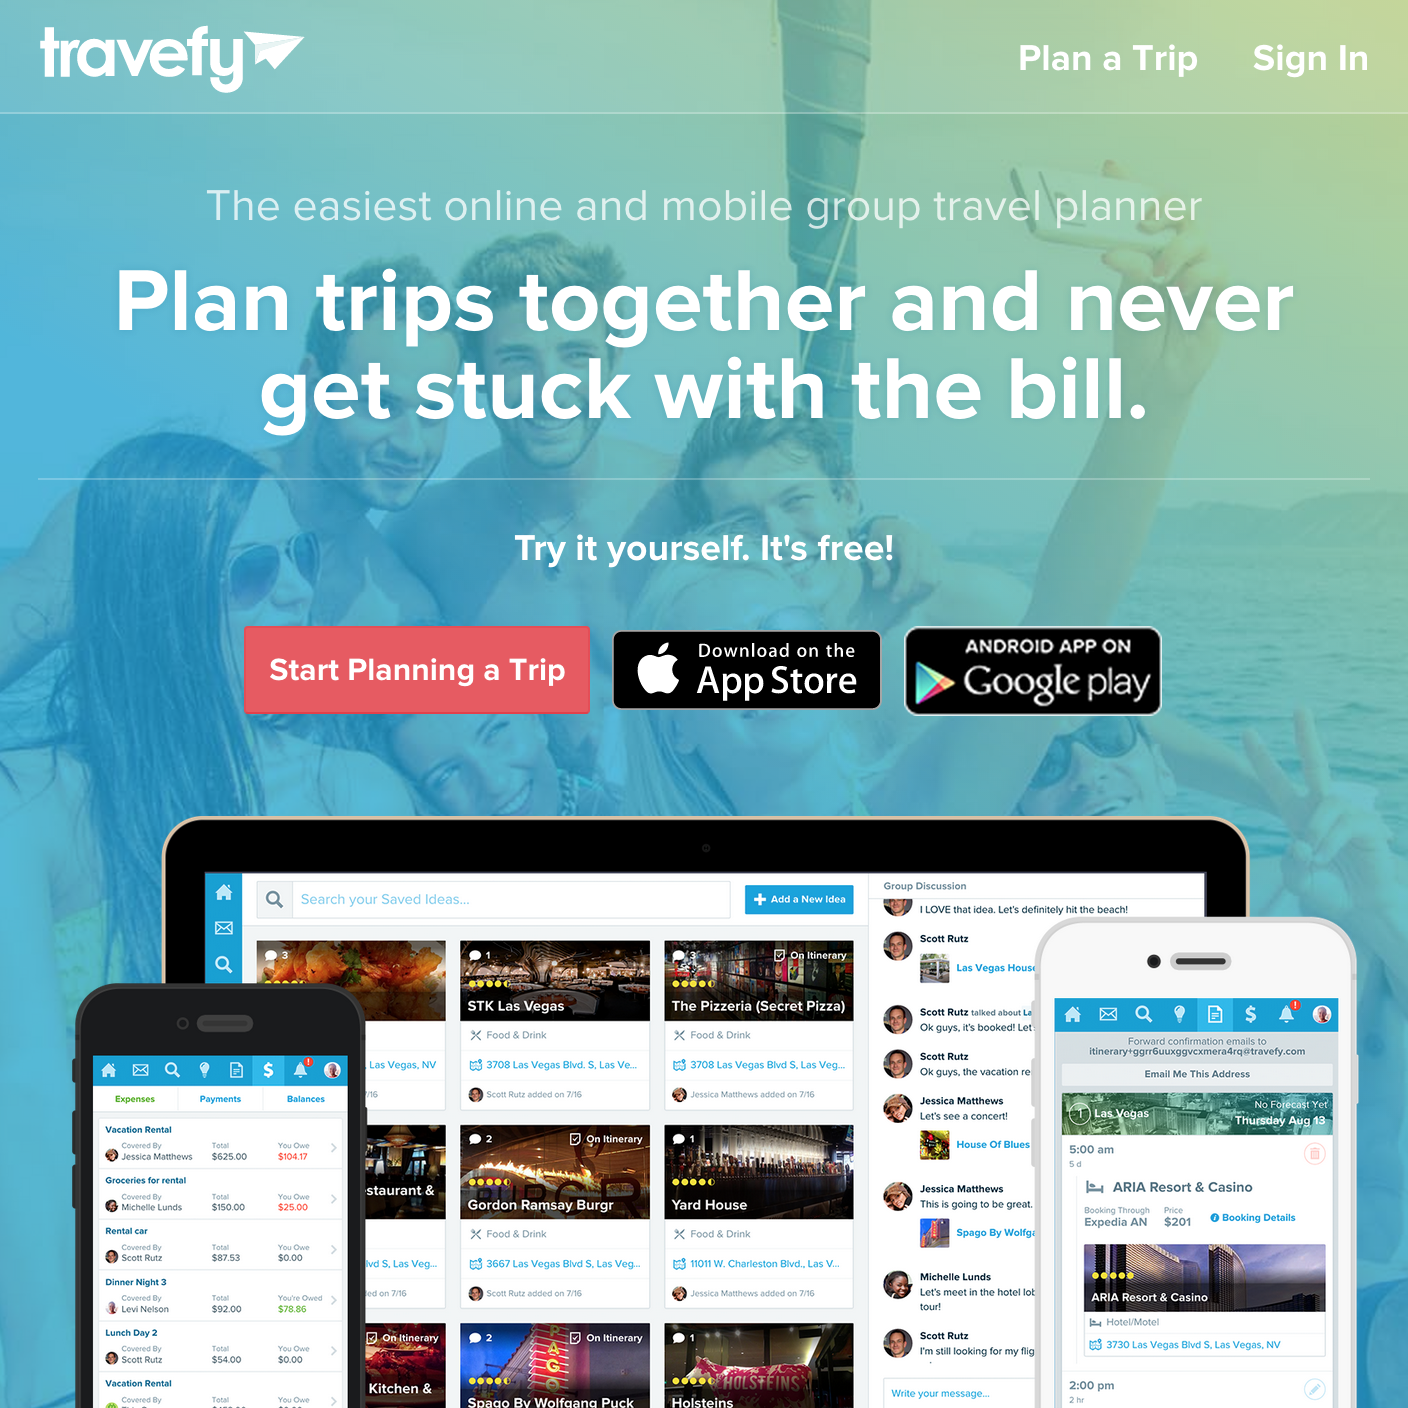 travefy
Plan a Trip
Sign In
The easiest online and mobile group travel planner
Plan trips together and never
get stuck with the bill.
Try it yourself. It's free!
Start Planning a Trip
Download on the
App Store
ANDROID APP ON
Google play
Search your Saved Ideas...
Add a New Idea
3
1
STK Las Vegas
Food & Drink
3708 Las Vegas Blvd. S, Las Ve...
Scott Rutz added on 7/16
3
On Itinerary
The Pizzeria (Secret Pizza)
Food & Drink
3708 Las Vegas Blvd S, Las Veg...
Jessica Matthews added on 7/16
, Las Vegas, NV
7/16
staurant &
lvd S, Las Veg...
ed on 7/16
2
On Itinerary
Gordon Ramsay Burgr
Food & Drink
3667 Las Vegas Blvd S, Las Veg...
Scott Rutz added on 7/16
1
Yard House
Food & Drink
11011 W. Charleston Blvd., Las V...
Jessica Matthews added on 7/16
On Itinerary
Kitchen &
2
On Itinerary
Spago By Wolfgang Puck
1
HOLSTEINS
Holsteins
Group Discussion
I LOVE that idea. Let's definitely hit the beach!
Scott Rutz
Las Vegas House
Scott Rutz talked about La
Ok guys, it's booked! Let
Scott Rutz
Ok guys, the vacation re
Jessica Matthews
Let's see a concert!
House Of Blues
Jessica Matthews
This is going to be great.
Spago By Wolfga
Michelle Lunds
Let's meet in the hotel lob
tour!
Scott Rutz
I'm still looking for my flig
Write your message...
Expenses
Payments
Balances
Vacation Rental
Covered By
Total
You Owe
Jessica Matthews
$625.00
$104.17
Groceries for rental
Covered By
Total
You Owe
Michelle Lunds
$150.00
$25.00
Rental car
Covered By
Total
You Owe
Scott Rutz
$87.53
$0.00
Dinner Night 3
Covered By
Total
You're Owed
Levi Nelson
$92.00
$78.86
Lunch Day 2
Covered By
Total
You Owe
Scott Rutz
$54.00
$0.00
Vacation Rental
Covered By
Total
You Owe
Forward confirmation emails to
itinerary+ggrr6uuxggvcxmera4rq@travefy.com
Email Me This Address
1
Las Vegas
No Forecast Yet
Thursday Aug 13
5:00 am
5 d
ARIA Resort & Casino
Booking Through
Price
Expedia AN
$201
Booking Details
ARIA Resort & Casino
Hotel/Motel
3730 Las Vegas Blvd S, Las Vegas, NV
2:00 pm
2 hr